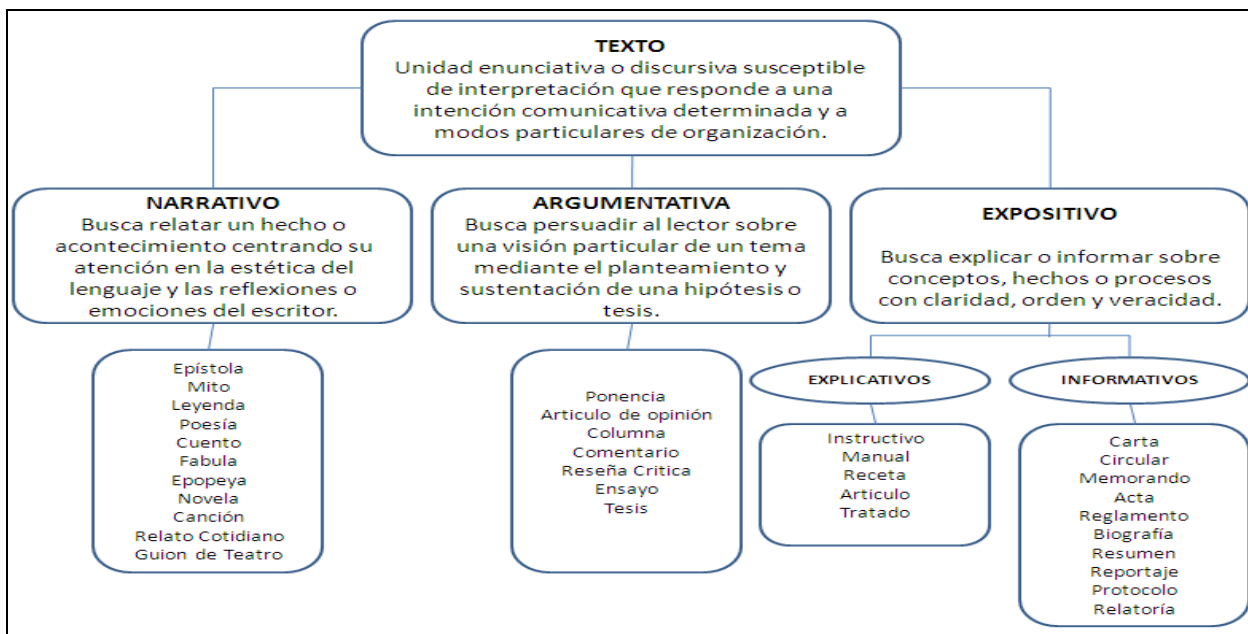 TEXTO
Unidad enunciativa o discursiva susceptible
de interpretación que responde a una
intención comunicativa determinada y a
modos particulares de organización.
NARRATIVO
Busca relatar un hecho o
acontecimiento centrando su
atención en la estética del
lenguaje y las reflexiones o
emociones del escritor.
ARGUMENTATIVA
Busca persuadir al lector sobre
una visión particular de un tema
mediante el planteamiento y
sustentación de una hipótesis o
tesis.
EXPOSITIVO
Busca explicar o informar sobre
conceptos, hechos o procesos
con claridad, orden y veracidad.
Epístola
Mito
Leyenda
Poesía
Cuento
Fabula
Epopeya
Novela
Canción
Relato Cotidiano
Guion de Teatro
Ponencia
Articulo de opinión
Columna
Comentario
Reseña Critica
Ensayo
Tesis
EXPLICATIVOS
Instructivo
Manual
Receta
Articulo
Tratado
INFORMATIVOS
Carta
Circular
Memorando
Acta
Reglamento
Biografía
Resumen
Reportaje
Protocolo
Relatoría